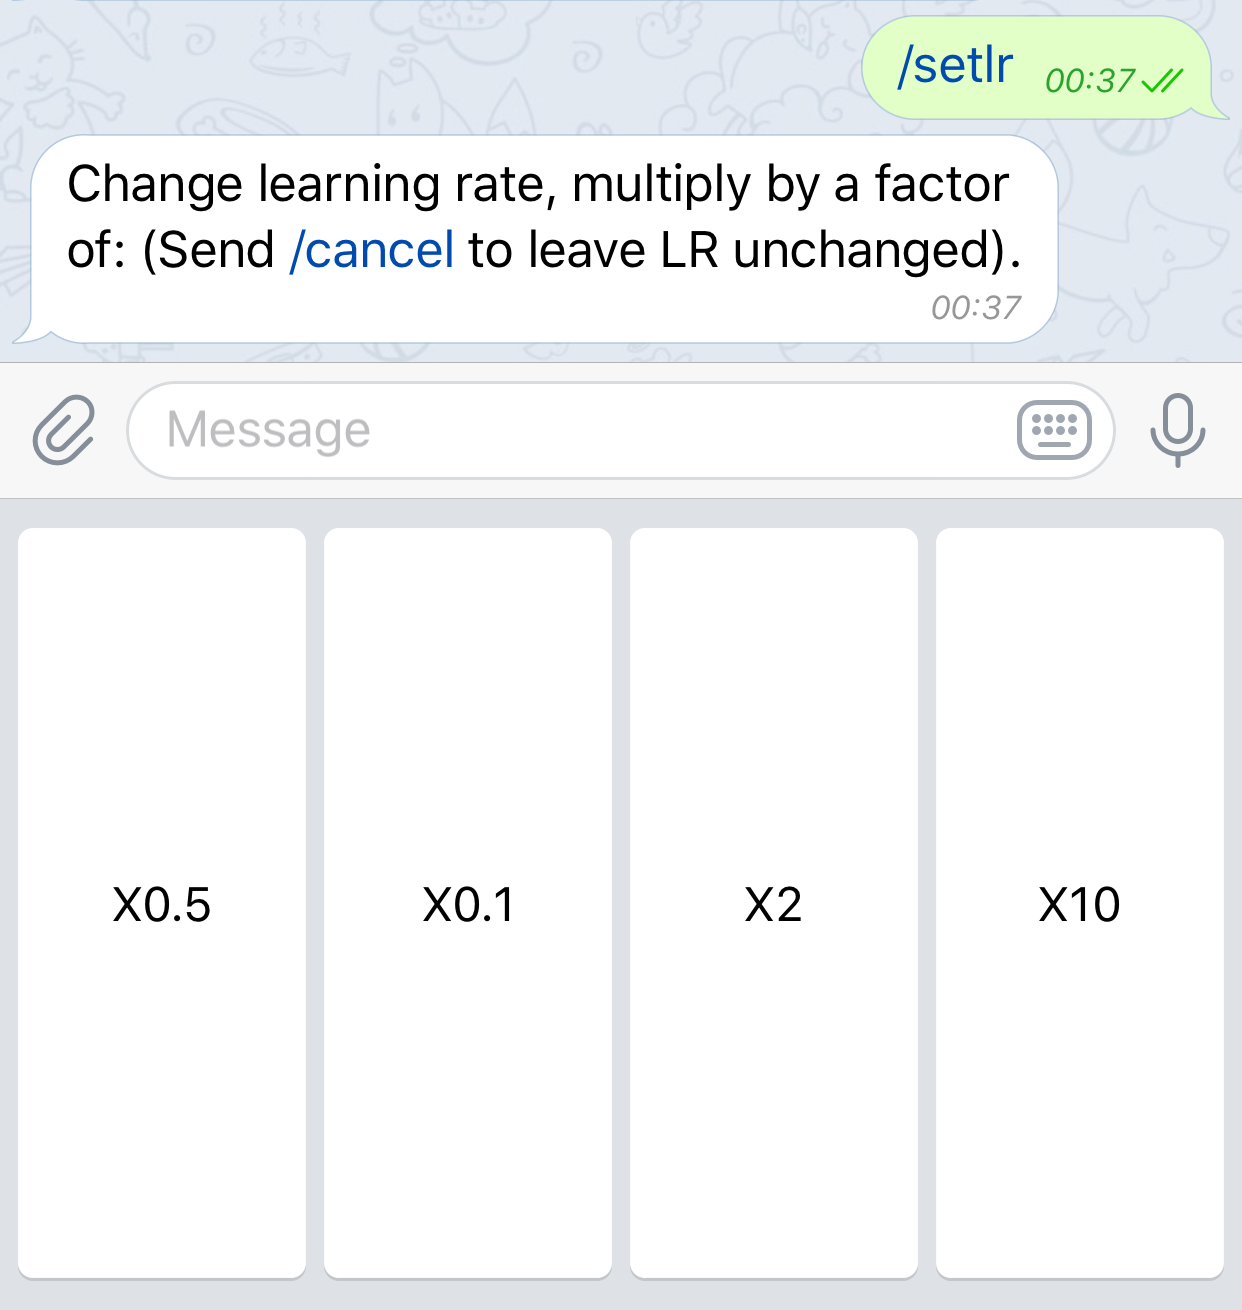 /setlr 00:37
Change learning rate, multiply by a factor
of: (Send /cancel to leave LR unchanged).
00:37
Message
X0.5 X0.1 X2 X10